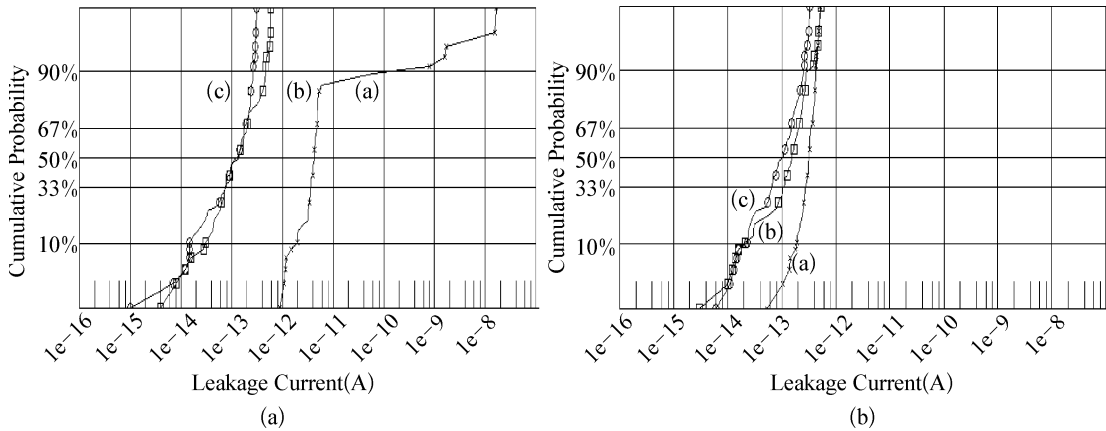 Cumulative Probability
90%
67%
50%
33%
10%
(c)
(b)
(a)
1e−16
1e−15
1e−14
1e−13
1e−12
1e−11
1e−10
1e−9
1e−8
Leakage Current(A)
(a)
Cumulative Probability
90%
67%
50%
33%
10%
(c)
(b)
(a)
1e−16
1e−15
1e−14
1e−13
1e−12
1e−11
1e−10
1e−9
1e−8
Leakage Current(A)
(b)